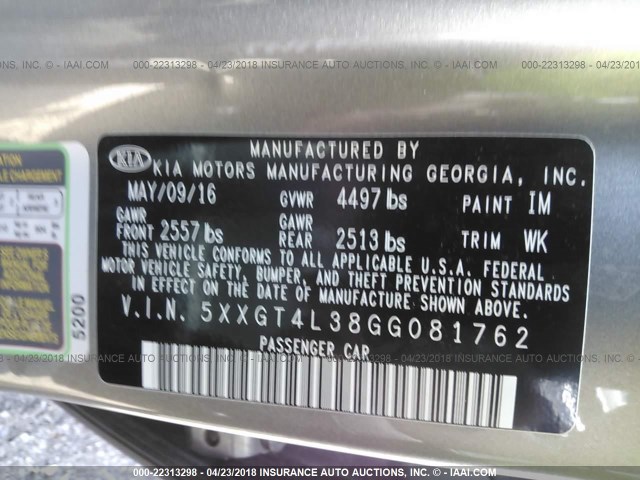 000-22313298 - 04/23/2018 INSURANCE AUTO AUCTIONS, INC. - IAAI.COM
000-22313298 - 04/23/2018 INSURANCE AUTO AUCTIONS, INC. - IAAI.COM
KIA
MANUFACTURED BY
KIA MOTORS MANUFACTURING GEORGIA, INC.
MAY/09/16 GVWR 4497 lbs PAINT IM
GAWR FRONT 2557 lbs GAWR REAR 2513 lbs TRIM WK
THIS VEHICLE CONFORMS TO ALL APPLICABLE U.S.A. FEDERAL
MOTOR VEHICLE SAFETY, BUMPER, AND THEFT PREVENTION STANDARDS
IN EFFECT ON THE DATE OF MANUFACTURE SHOWN ABOVE.
V.I.N. 5XXGT4L38GG081762
PASSENGER CAR
5200
000-22313298 - 04/23/2018 INSURANCE AUTO AUCTIONS, INC. - IAAI.COM